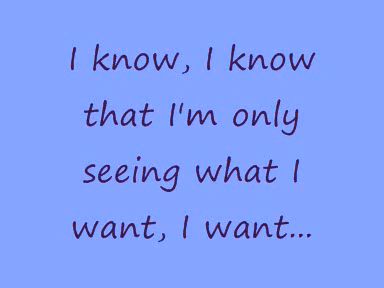 I know, I know
that I'm only
seeing what I
want, I want...